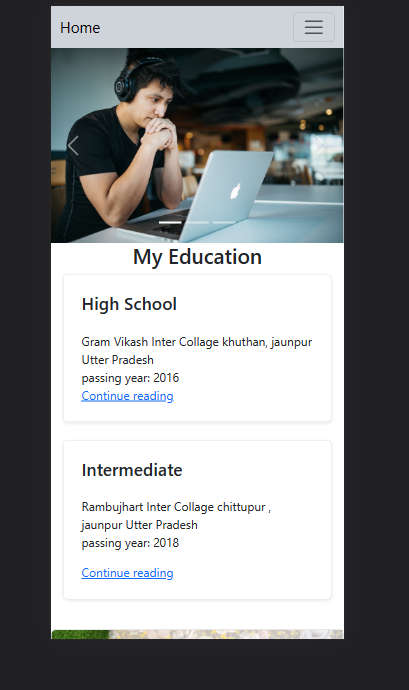 Home
My Education
High School
Gram Vikash Inter Collage khuthan, jaunpur
Utter Pradesh
passing year: 2016
Continue reading
Intermediate
Rambujhart Inter Collage chittupur ,
jaunpur Utter Pradesh
passing year: 2018
Continue reading